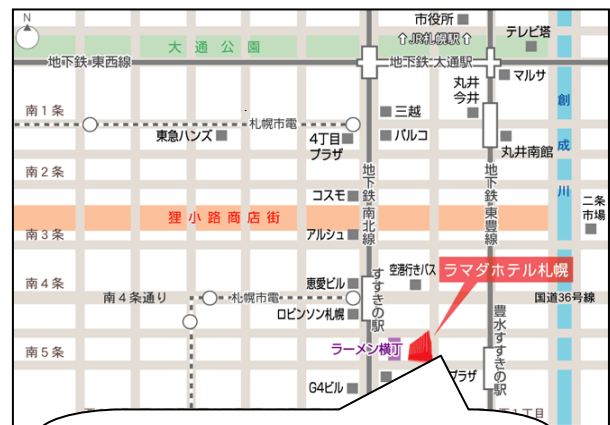 N
市役所
↑JR札幌駅↑
テレビ塔
大通公園
地下鉄 東西線
地下鉄 大通駅
マルサ
丸井
今井
創成川
南1条
三越
札幌市電
東急ハンズ
4丁目
プラザ
パルコ
丸井南館
南2条
地下鉄 南北線
地下鉄 東豊線
コスモ
二条
市場
狸小路商店街
南3条
アルシュ
ラマダホテル札幌
南4条
恵愛ビル
すすきの駅
空港行きバス
南4条通り
札幌市電
国道36号線
ロビンソン札幌
豊水すすきの駅
南5条
ラーメン横丁
G4ビル
プラザ
1丁目